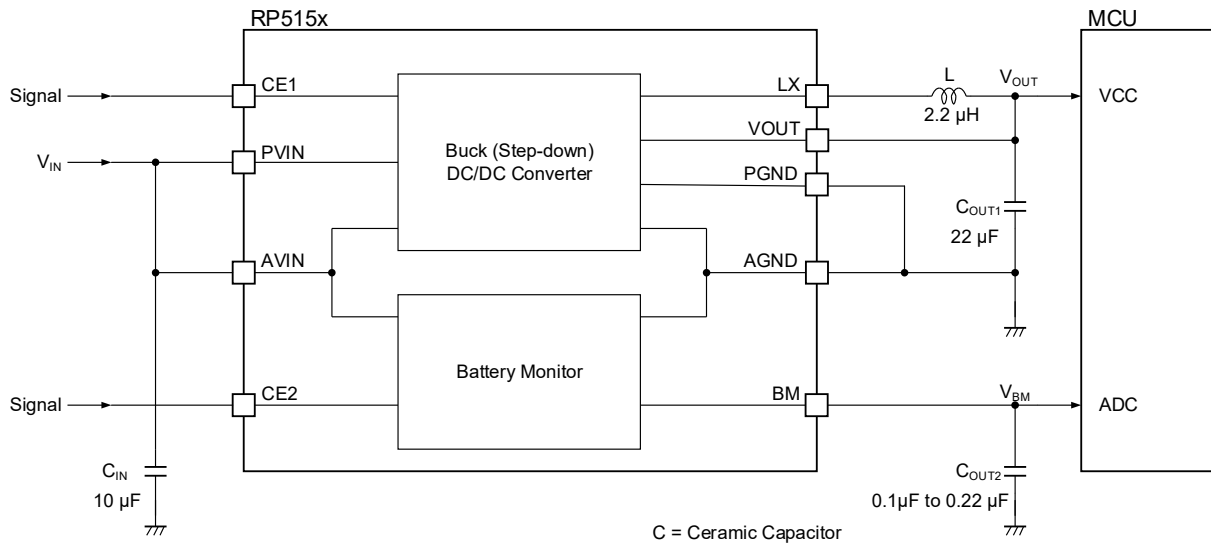 RP515x
MCU
Signal
CE1
LX
L
2.2 µH
VOUT
VCC
VIN
PVIN
Buck (Step-down)
DC/DC Converter
VOUT
PGND
COUT1
22 µF
AVIN
AGND
Battery Monitor
Signal
CE2
BM
VBM
ADC
CIN
10 µF
COUT2
0.1µF to 0.22 µF
C = Ceramic Capacitor